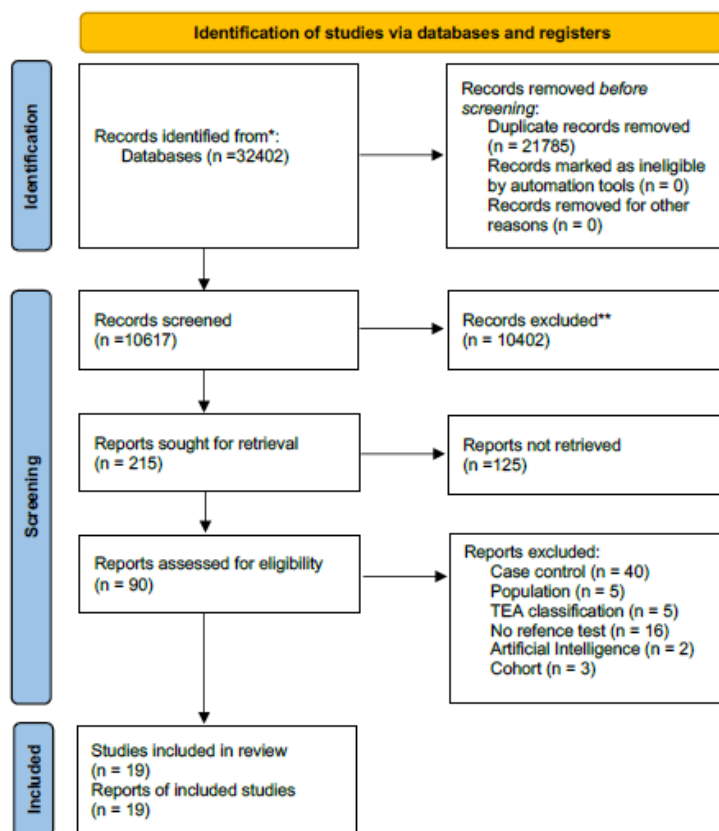 Identification of studies via databases and registers
Identification
Records identified from*:
Databases (n =32402)
Records removed before
screening:
Duplicate records removed
(n = 21785)
Records marked as ineligible
by automation tools (n = 0)
Records removed for other
reasons (n = 0)
Screening
Records screened
(n =10617)
Records excluded**
(n = 10402)
Reports sought for retrieval
(n = 215)
Reports not retrieved
(n =125)
Reports assessed for eligibility
(n = 90)
Reports excluded:
Case control (n = 40)
Population (n = 5)
TEA classification (n = 5)
No refence test (n = 16)
Artificial Intelligence (n = 2)
Cohort (n = 3)
Included
Studies included in review
(n = 19)
Reports of included studies
(n = 19)